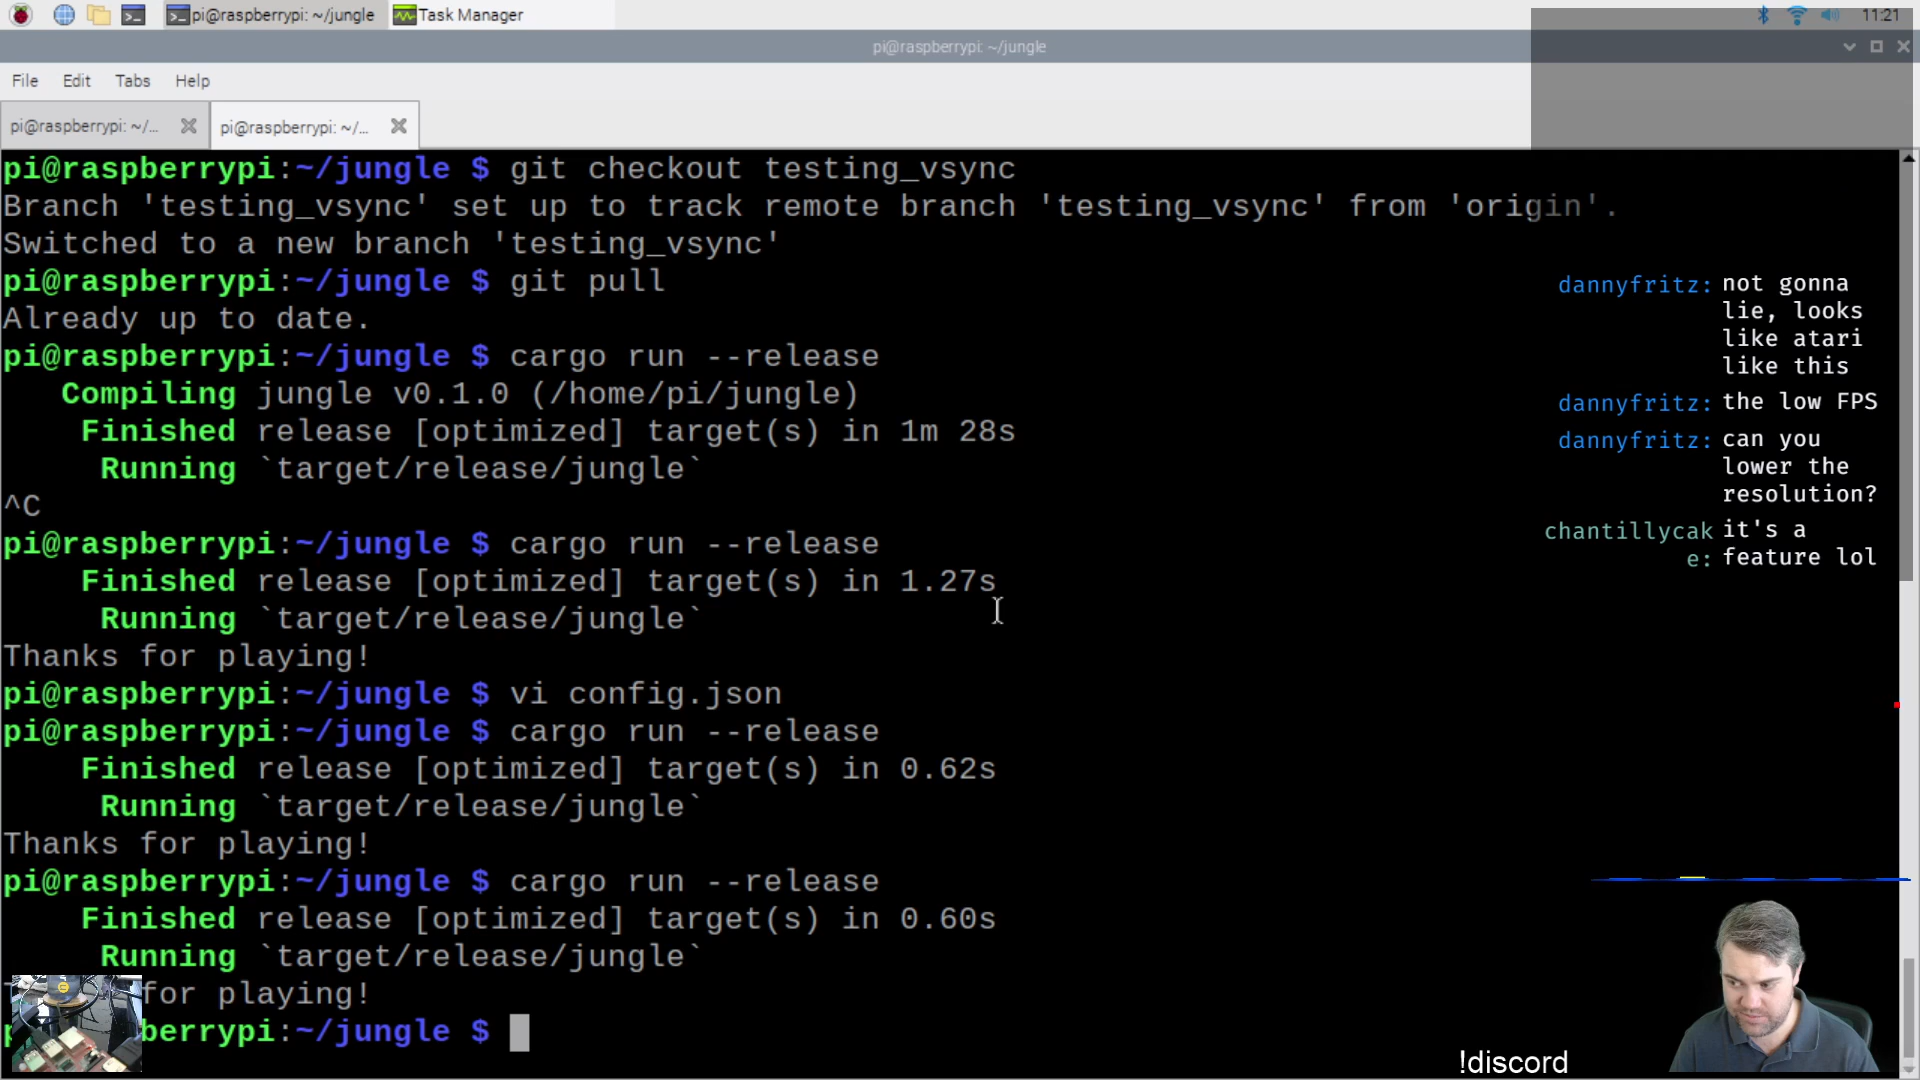 pi@raspberrypi: ~/jungle
Task Manager
11:21
pi@raspberrypi: ~/jungle
File Edit Tabs Help
pi@raspberrypi: ~/...
pi@raspberrypi: ~/...
pi@raspberrypi:~/jungle $ git checkout testing_vsync
Branch 'testing_vsync' set up to track remote branch 'testing_vsync' from 'origin'.
Switched to a new branch 'testing_vsync'
pi@raspberrypi:~/jungle $ git pull
Already up to date.
pi@raspberrypi:~/jungle $ cargo run --release
Compiling jungle v0.1.0 (/home/pi/jungle)
Finished release [optimized] target(s) in 1m 28s
Running `target/release/jungle`
^C
pi@raspberrypi:~/jungle $ cargo run --release
Finished release [optimized] target(s) in 1.27s
Running `target/release/jungle`
Thanks for playing!
pi@raspberrypi:~/jungle $ vi config.json
pi@raspberrypi:~/jungle $ cargo run --release
Finished release [optimized] target(s) in 0.62s
Running `target/release/jungle`
Thanks for playing!
pi@raspberrypi:~/jungle $ cargo run --release
Finished release [optimized] target(s) in 0.60s
Running `target/release/jungle`
for playing!
berrypi:~/jungle $
dannyfritz: not gonna
lie, looks
like atari
like this
dannyfritz: the low FPS
dannyfritz: can you
lower the
resolution?
chantillycak it's a
e: feature lol
!discord